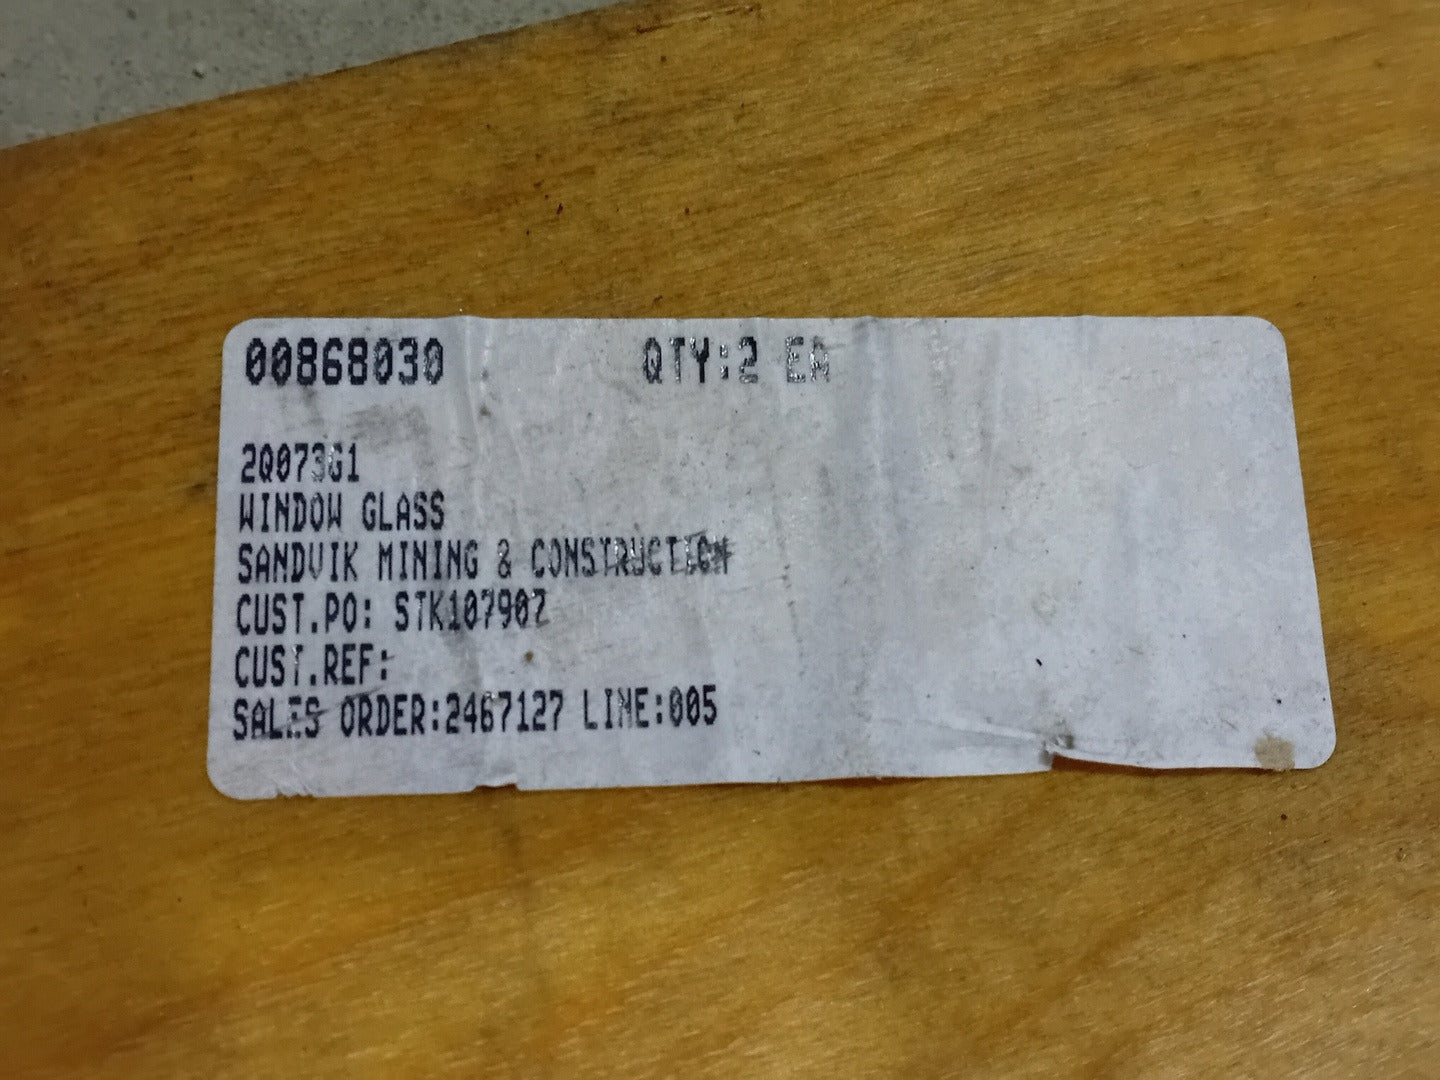 00868030 QTY:2 EA
2Q073G1
WINDOW GLASS
SANDVIK MINING & CONSTRUCTION
CUST.PO: STK107907
CUST.REF:
SALES ORDER:2467127 LINE:005